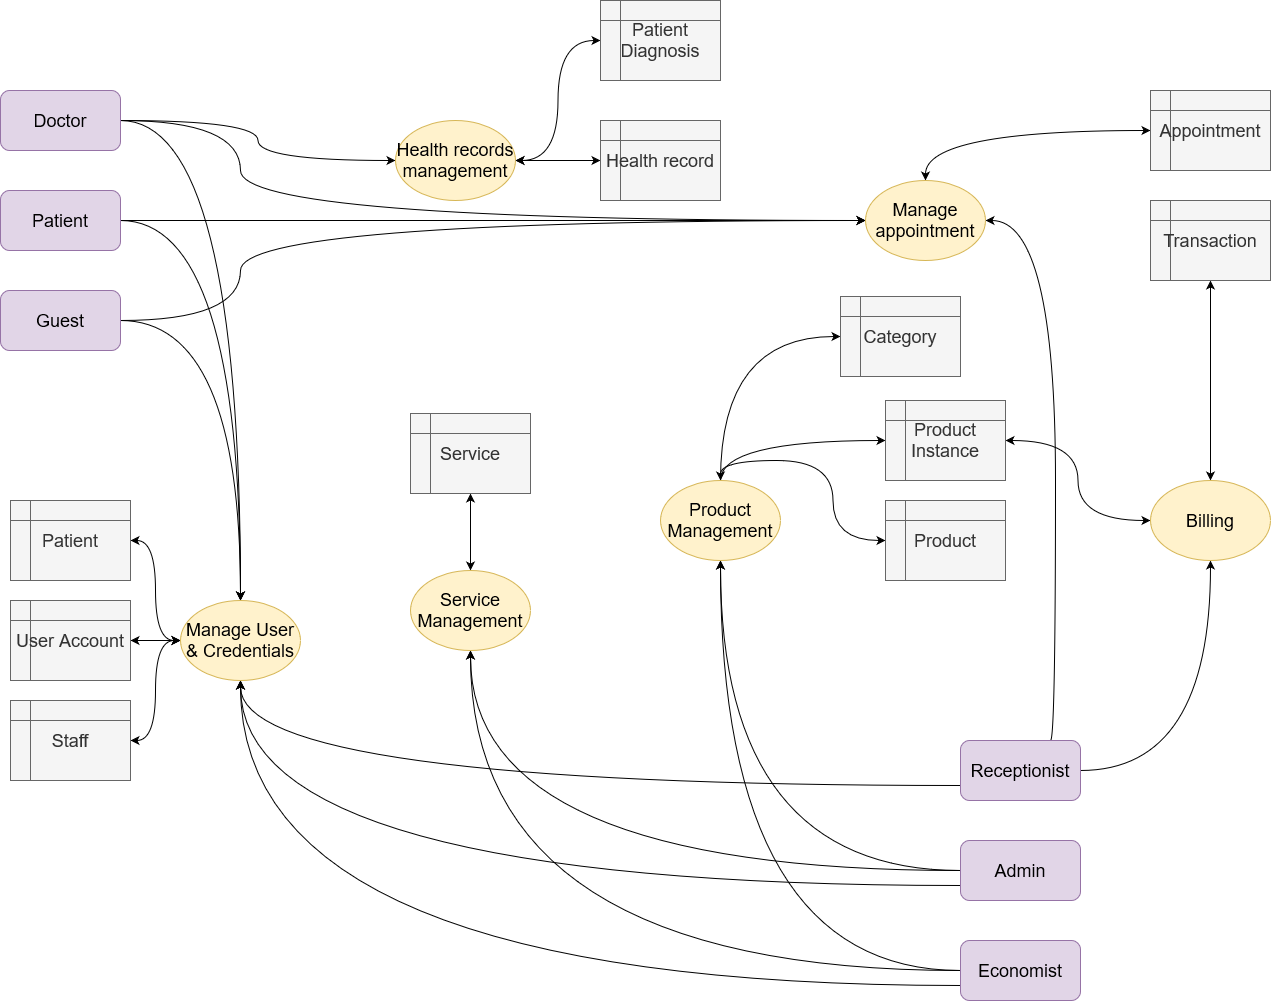 Patient
Diagnosis
Doctor
Health records
management
Health record
Appointment
Patient
Manage
appointment
Transaction
Guest
Category
Service
Product
Instance
Product
Management
Billing
Patient
Product
Service
Management
User Account
Manage User
& Credentials
Staff
Receptionist
Admin
Economist